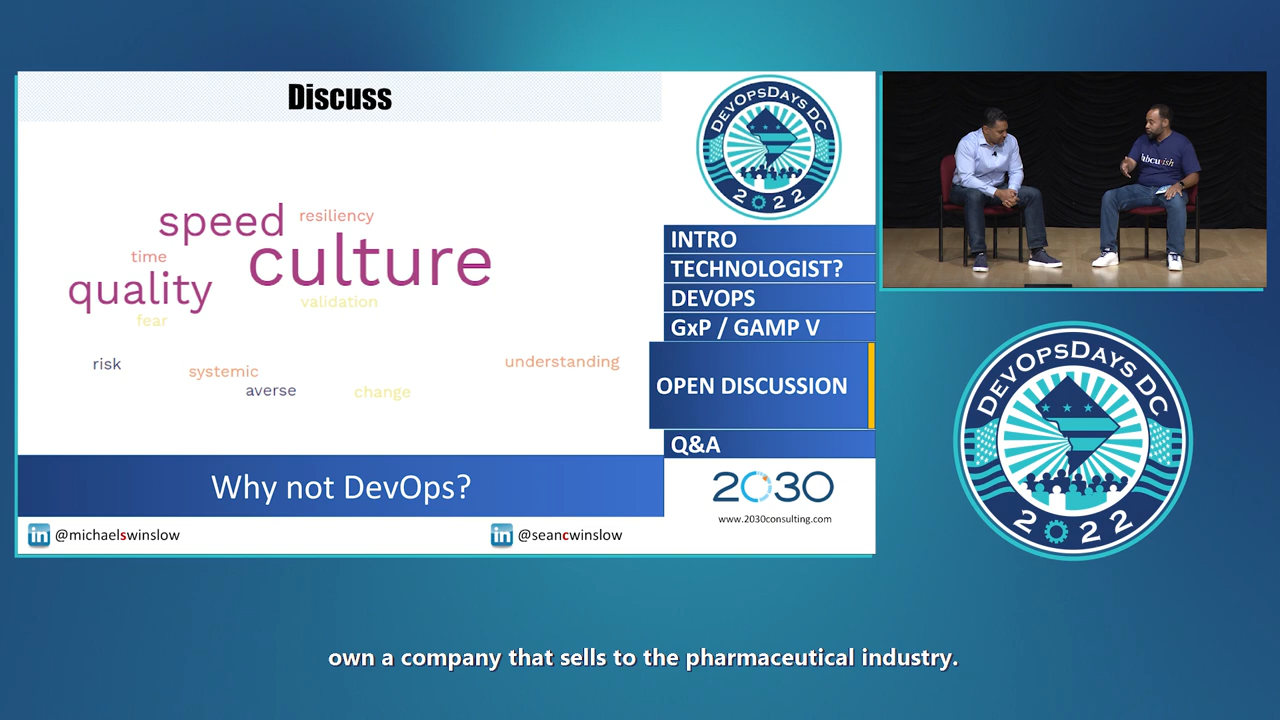 Discuss
speed
resiliency
culture
time
quality
validation
fear
risk
systemic
averse
change
understanding
Why not DevOps?
@michaelswinslow
@seancwinslow
DEVOPSDAYS DC
2022
INTRO
TECHNOLOGIST?
DEVOPS
GxP / GAMP V
OPEN DISCUSSION
Q&A
2030
www.2030consulting.com
DEVOPSDAYS DC
2022
own a company that sells to the pharmaceutical industry.